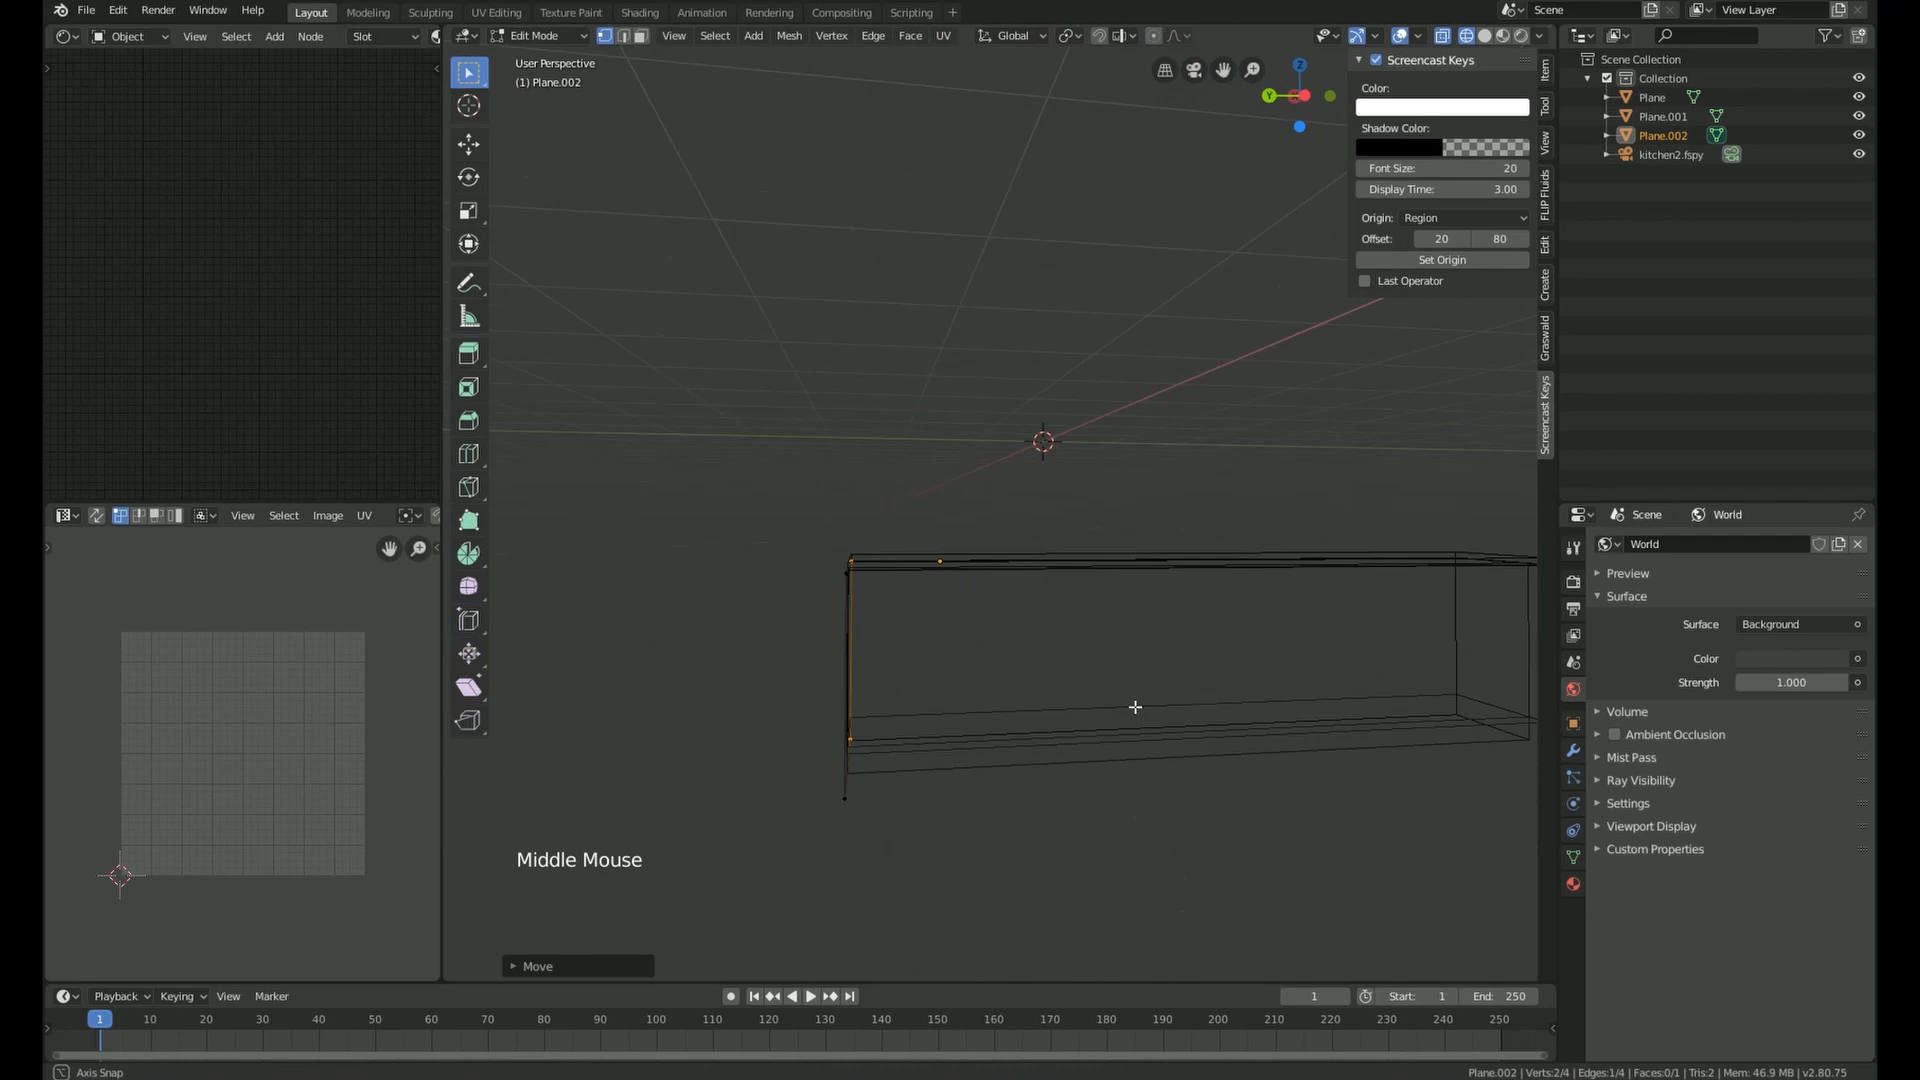 File Edit Render Window Help Layout Modeling Sculpting UV Editing Texture Paint Shading Animation Rendering Compositing Scripting + Scene View Layer
Object View Select Add Node Slot Edit Mode View Select Add Mesh Vertex Edge Face UV Global
User Perspective
(1) Plane.002
Z
Y
Screencast Keys
Color:
Shadow Color:
Font Size: 20
Display Time: 3.00
Origin: Region
Offset: 20 80
Set Origin
Last Operator
Item
Tool
View
FLIP Fluids
Edit
Create
Graswald
Screencast Keys
Scene Collection
Collection
Plane
Plane.001
Plane.002
kitchen2.fspy
View Select Image UV
Scene World
World
Preview
Surface
Surface Background
Color
Strength 1.000
Volume
Ambient Occlusion
Mist Pass
Ray Visibility
Settings
Viewport Display
Custom Properties
Middle Mouse
Move
Playback Keying View Marker 1 Start: 1 End: 250
1 10 20 30 40 50 60 70 80 90 100 110 120 130 140 150 160 170 180 190 200 210 220 230 240 250
Axis Snap Plane.002 | Verts:2/4 | Edges:1/4 | Faces:0/1 | Tris:2 | Mem: 46.9 MB | v2.80.75